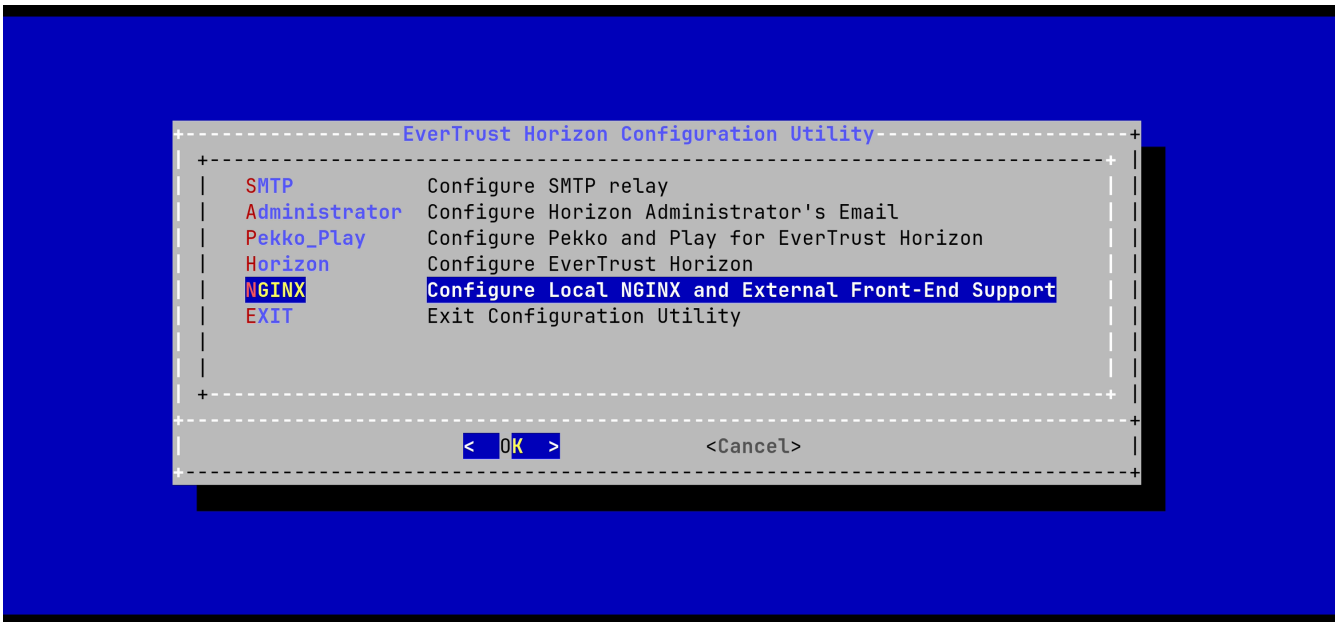 EverTrust Horizon Configuration Utility
SMTP Configure SMTP relay
Administrator Configure Horizon Administrator's Email
Pekko_Play Configure Pekko and Play for EverTrust Horizon
Horizon Configure EverTrust Horizon
NGINX Configure Local NGINX and External Front-End Support
EXIT Exit Configuration Utility
< OK > <Cancel>